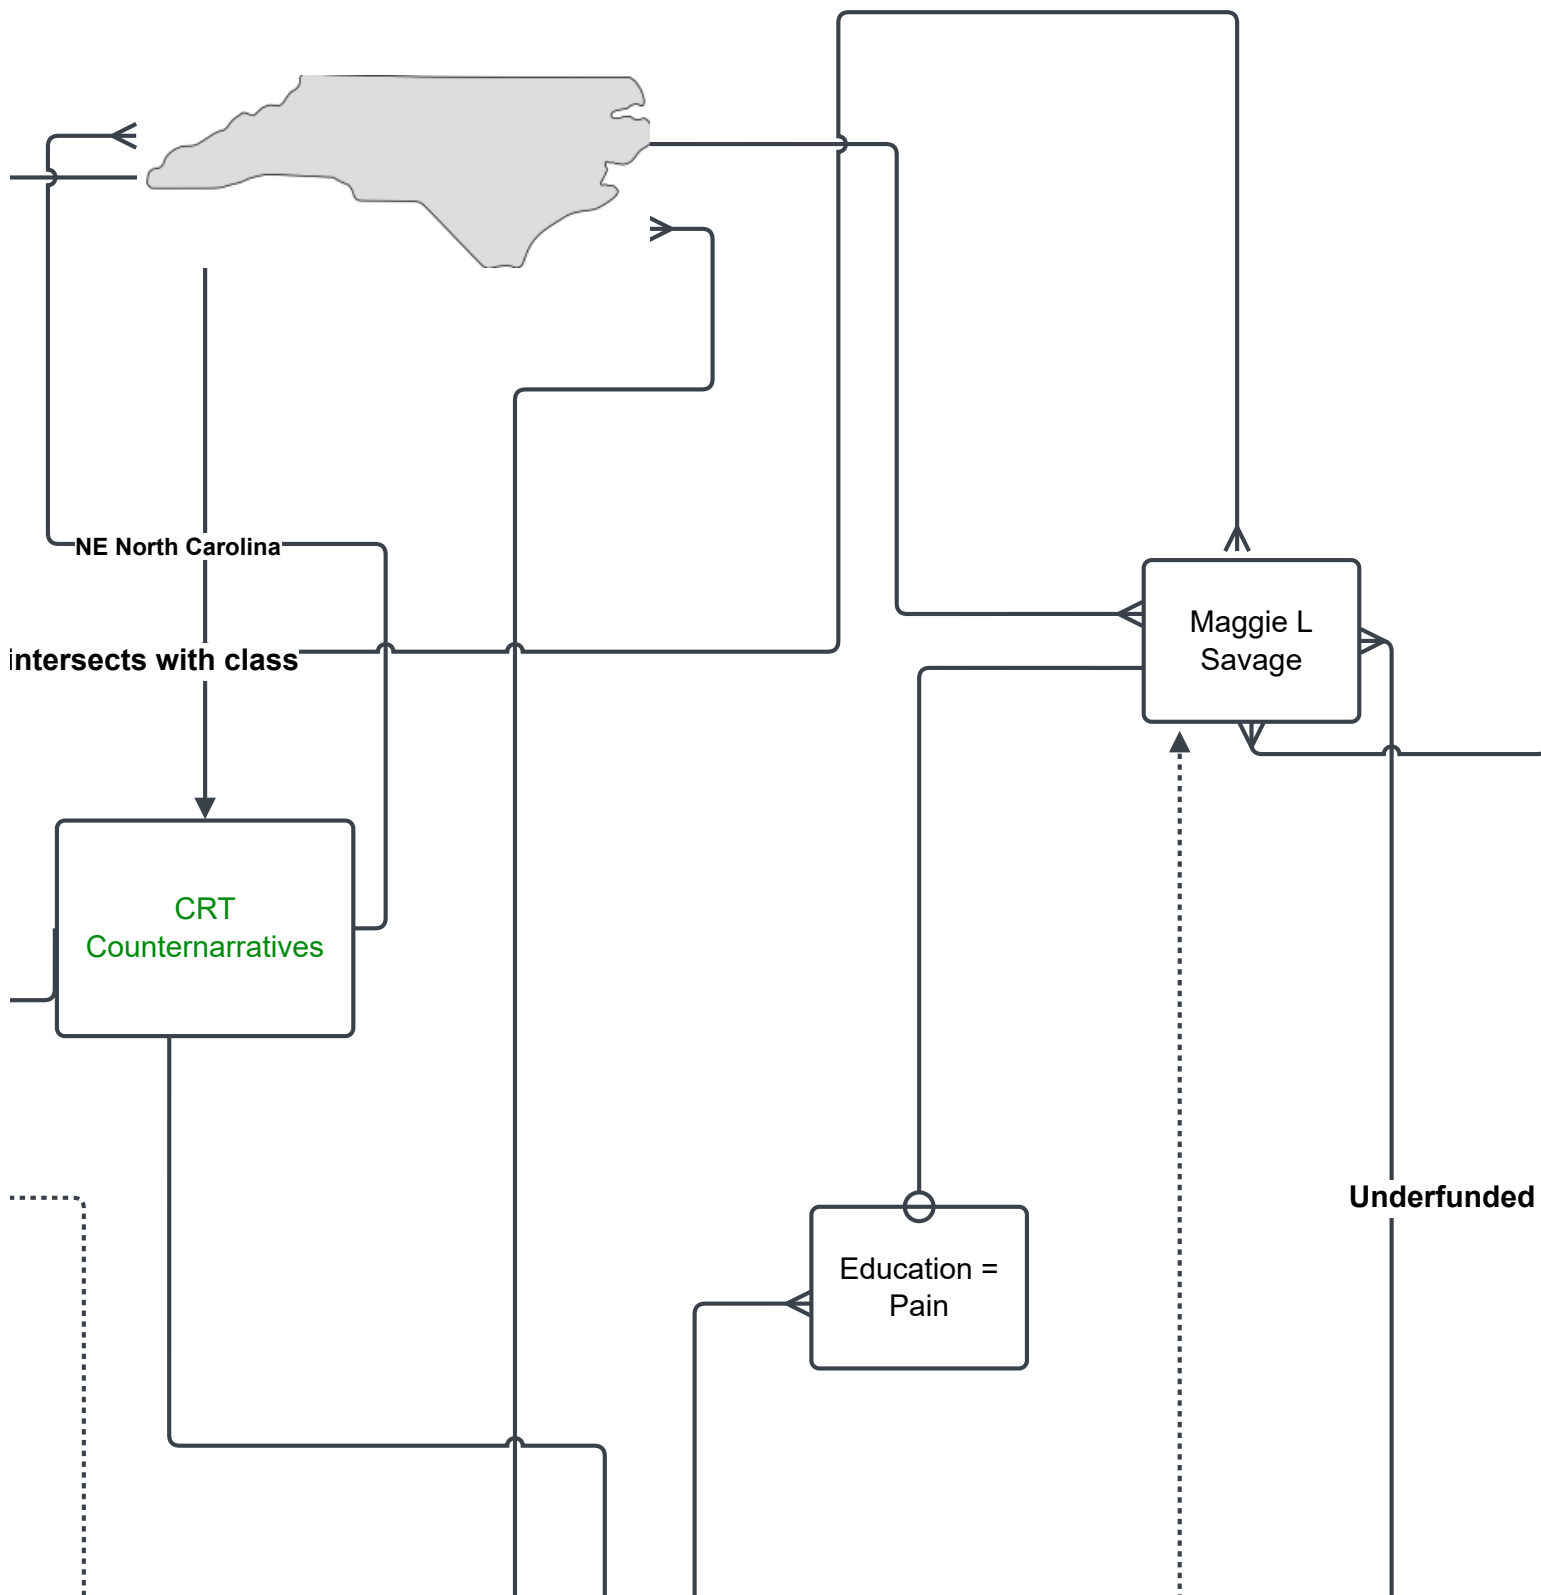 NE North Carolina
intersects with class
Maggie L
Savage
CRT
Counternarratives
Underfunded
Education =
Pain